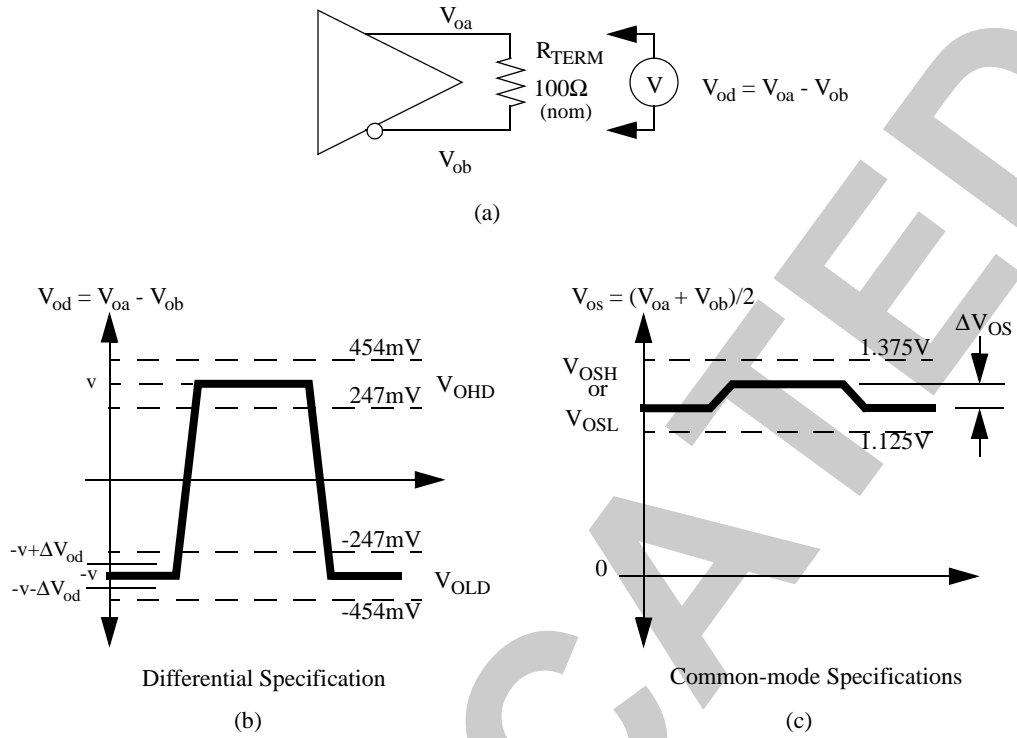 V_oa
R_TERM
100Ω
(nom)
V
V_od = V_oa - V_ob
V_ob
(a)
V_od = V_oa - V_ob
454mV
v
247mV
V_OHD
-247mV
-v+ΔV_od
-v
-v-ΔV_od
V_OLD
-454mV
Differential Specification
(b)
V_os = (V_oa + V_ob)/2
ΔV_OS
1.375V
V_OSH
or
V_OSL
1.125V
0
Common-mode Specifications
(c)
CATED